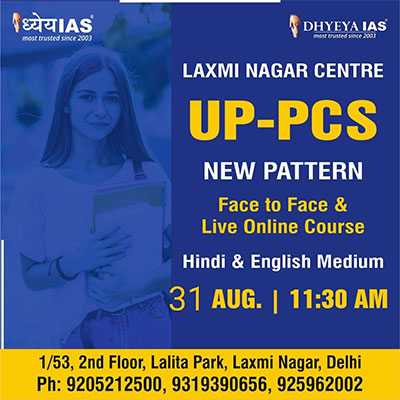 ध्येयIAS®
most trusted since 2003
DHYEYA IAS®
most trusted since 2003
LAXMI NAGAR CENTRE
UP-PCS
NEW PATTERN
Face to Face &
Live Online Course
Hindi & English Medium
31 AUG. | 11:30 AM
1/53, 2nd Floor, Lalita Park, Laxmi Nagar, Delhi
Ph: 9205212500, 9319390656, 925962002